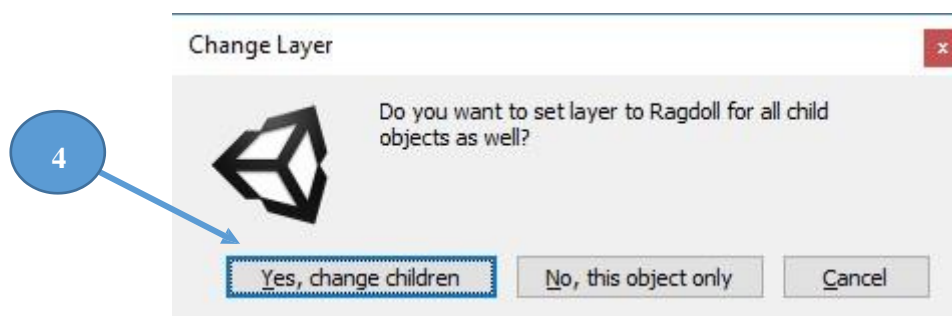 Change Layer
x
Do you want to set layer to Ragdoll for all child
objects as well?
4
Yes, change children
No, this object only
Cancel